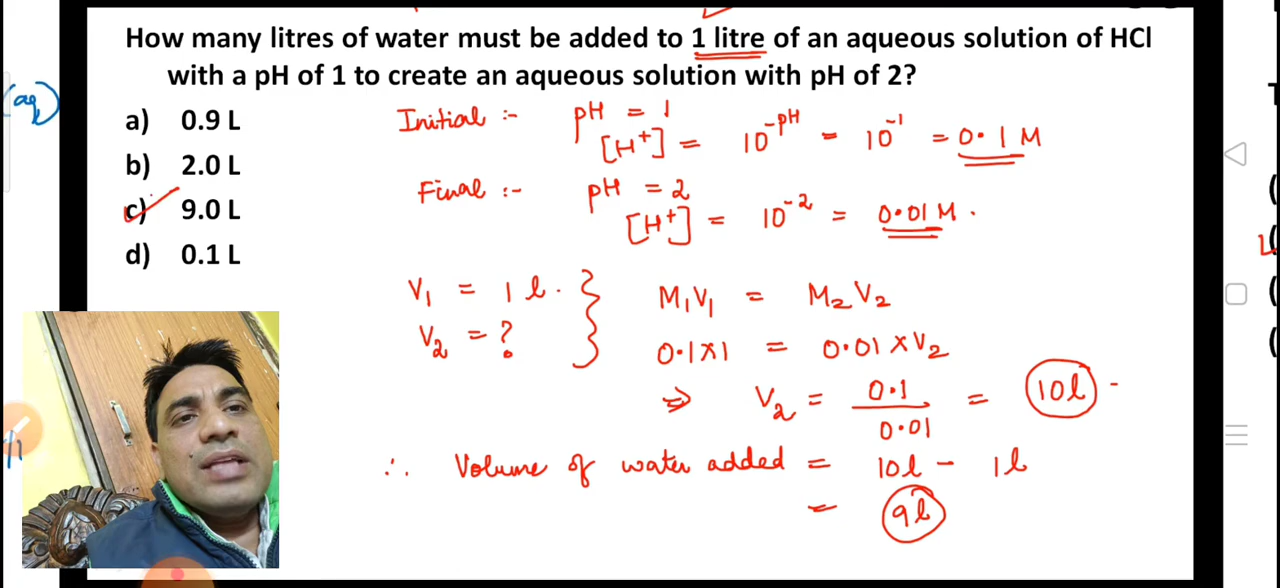 How many litres of water must be added to 1 litre of an aqueous solution of HCl
with a pH of 1 to create an aqueous solution with pH of 2?
(aq)
a) 0.9 L
b) 2.0 L
c) 9.0 L
d) 0.1 L
Initial :- pH = 1
[H+] = 10^-pH = 10^-1 = 0.1 M
Final :- pH = 2
[H+] = 10^-2 = 0.01 M.
V1 = 1 l.
V2 = ?
M1V1 = M2V2
0.1x1 = 0.01 x V2
⇒ V2 = 0.1 / 0.01 = 10l
∴ Volume of water added = 10l - 1l
= 9l